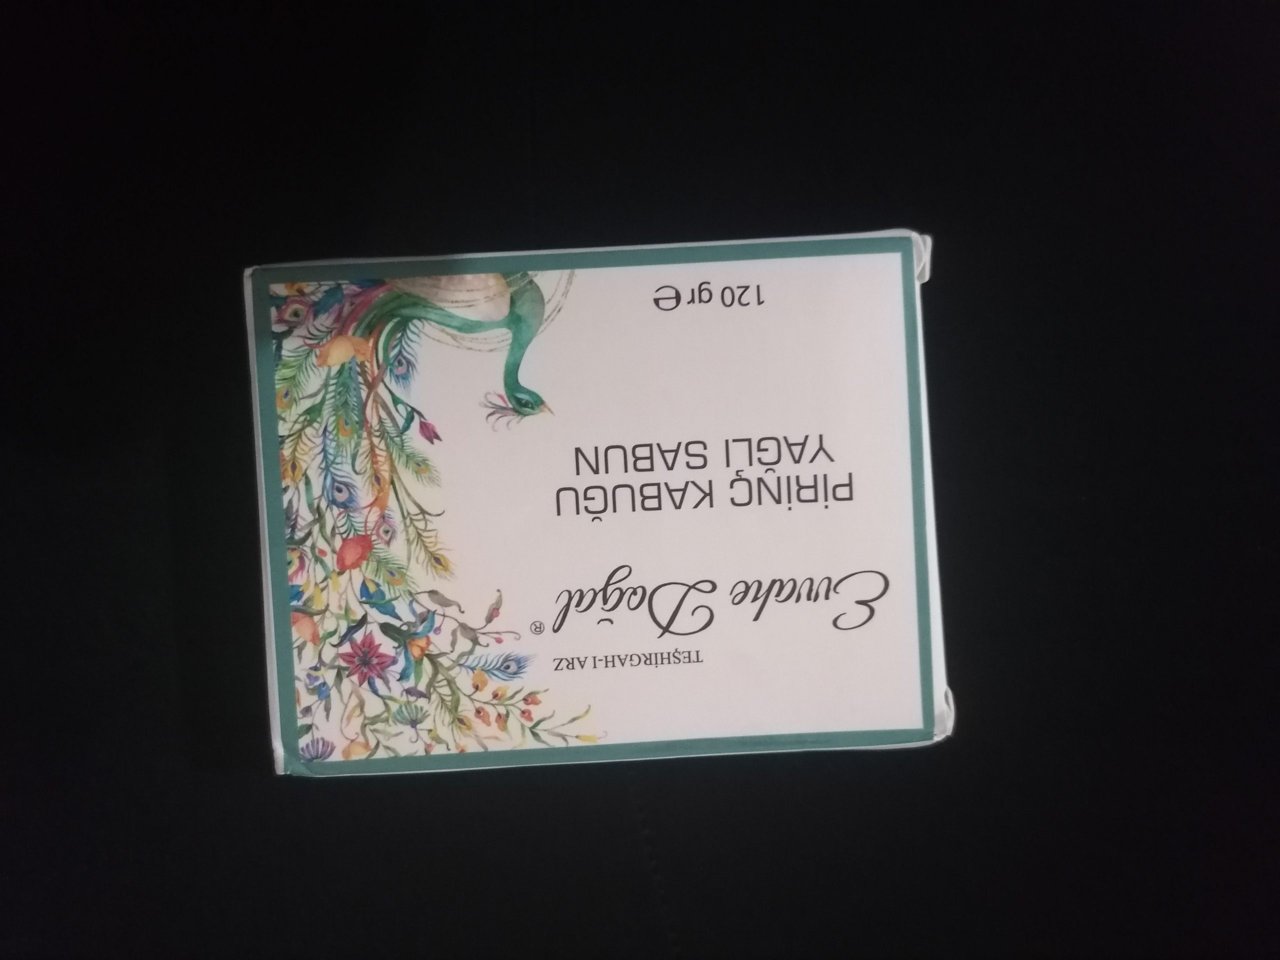 TEŞHİRGAH-I ARZ
Evvahe Doğal ®
PİRİNÇ KABUĞU
YAĞLI SABUN
120 gr ℮